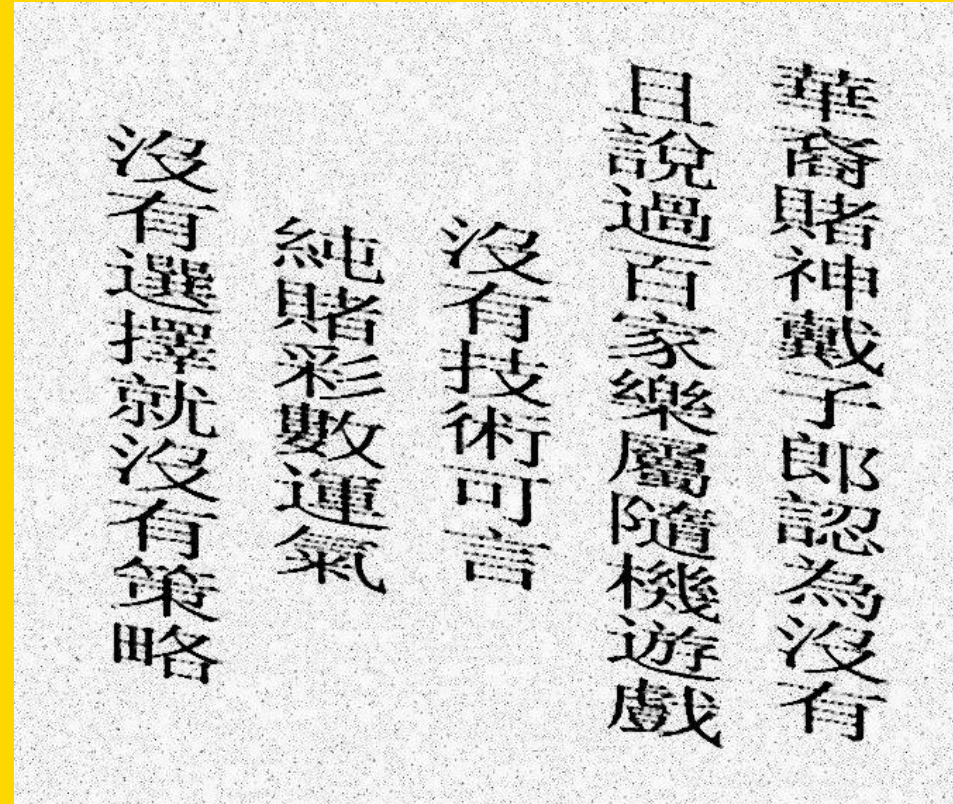 華裔賭神戴子郎認為沒有
且說過百家樂屬隨機遊戲
沒有技術可言
純賭彩數運氣
沒有選擇就沒有策略